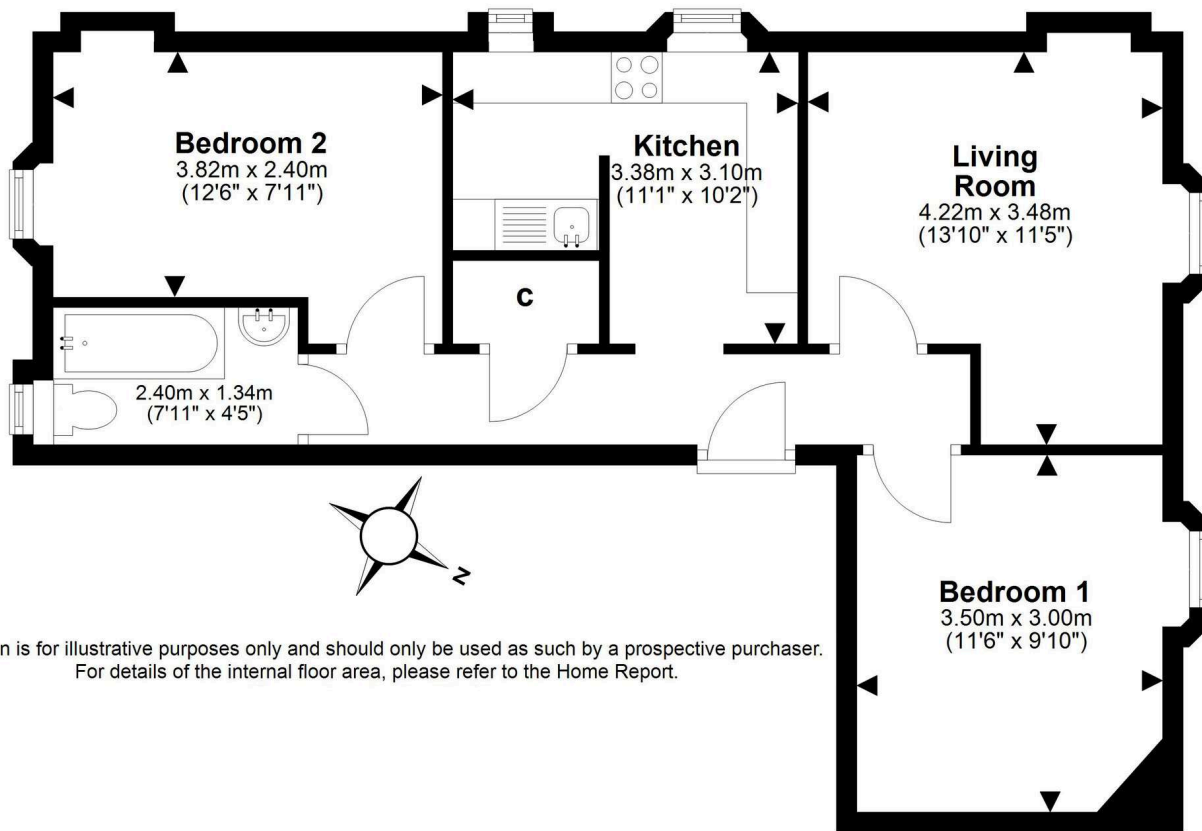 Bedroom 2
3.82m x 2.40m
(12'6" x 7'11")
Kitchen
3.38m x 3.10m
(11'1" x 10'2")
Living
Room
4.22m x 3.48m
(13'10" x 11'5")
C
2.40m x 1.34m
(7'11" x 4'5")
Bedroom 1
3.50m x 3.00m
(11'6" x 9'10")
N
n is for illustrative purposes only and should only be used as such by a prospective purchaser.
For details of the internal floor area, please refer to the Home Report.